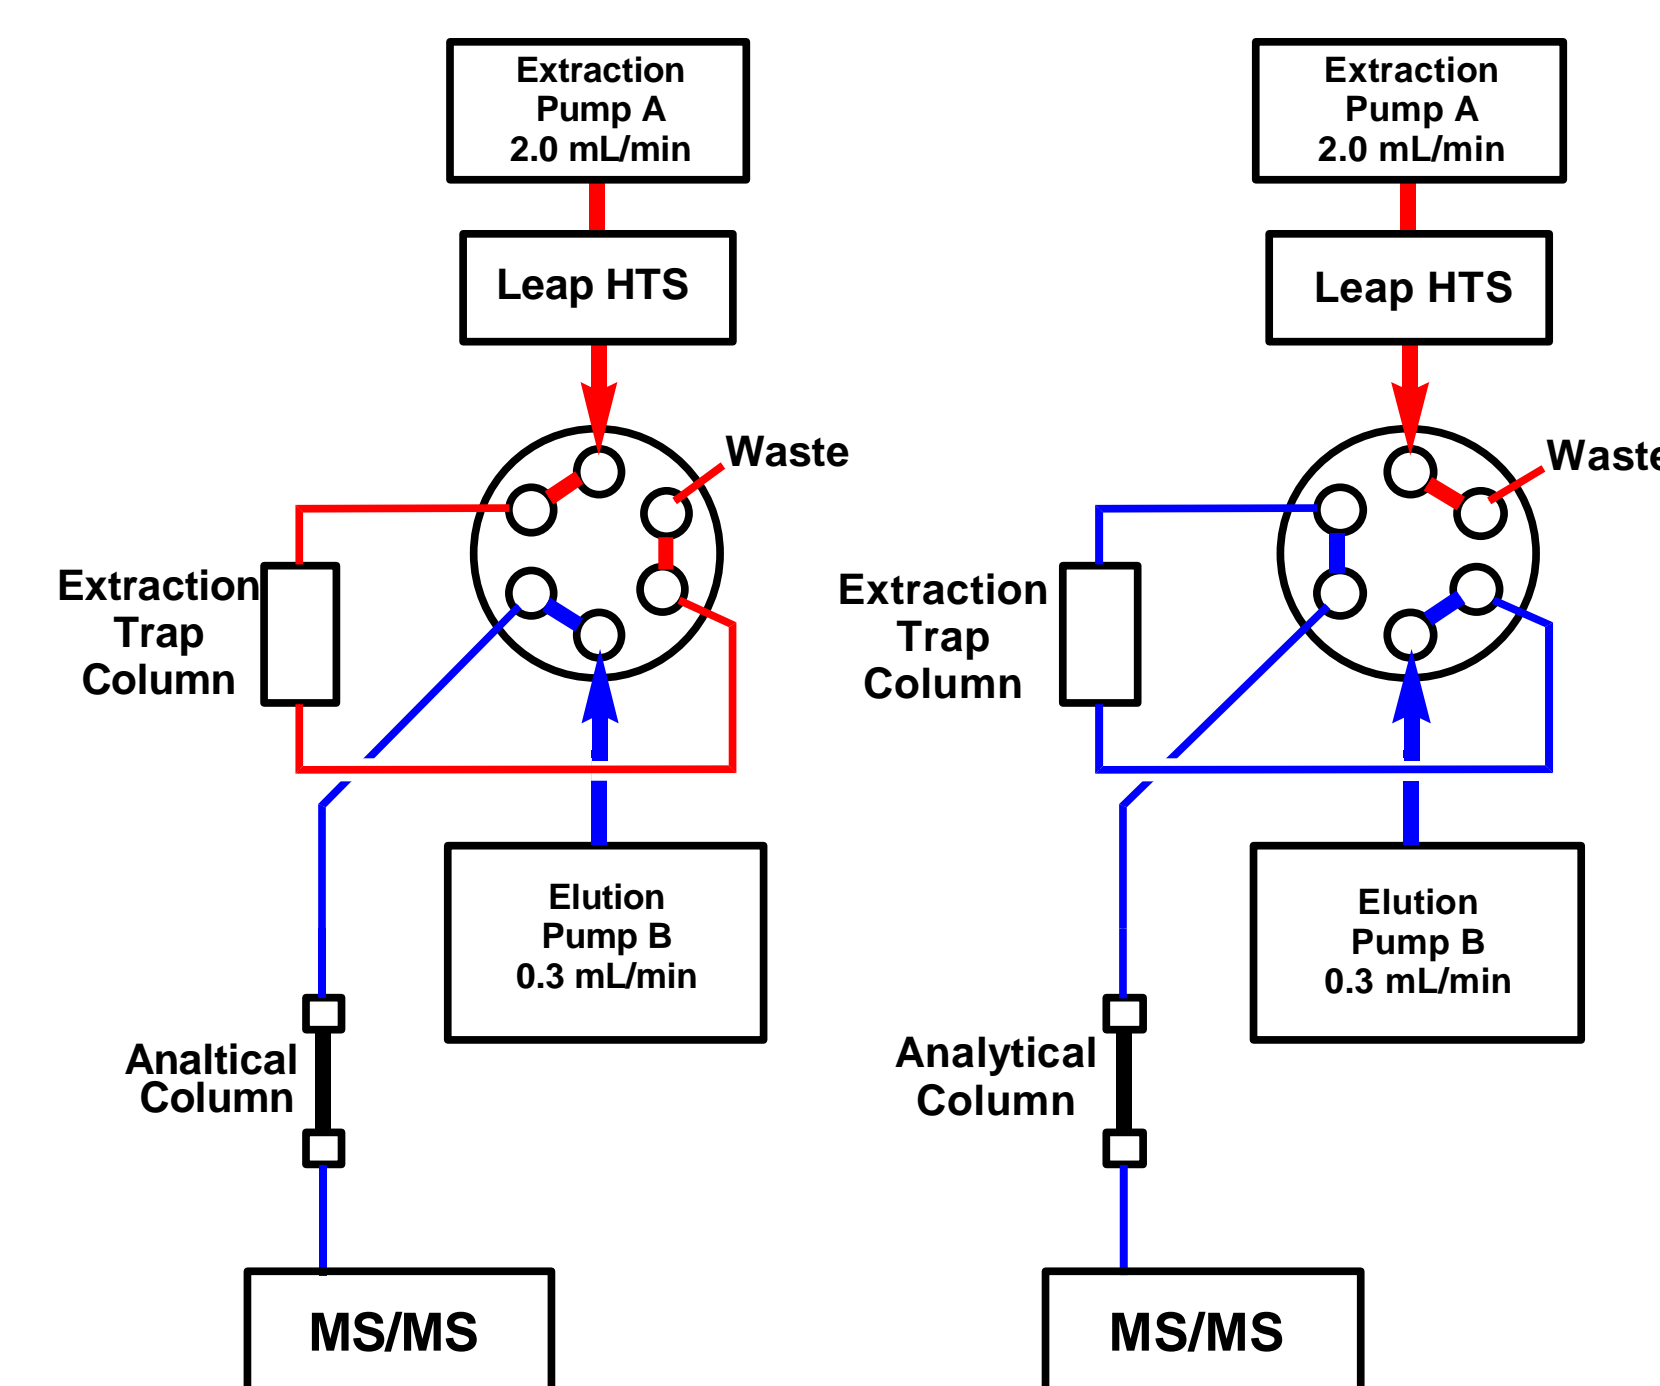 Extraction
Pump A
2.0 mL/min
Leap HTS
Waste
Extraction
Trap
Column
Elution
Pump B
0.3 mL/min
Analtical
Column
MS/MS
Extraction
Pump A
2.0 mL/min
Leap HTS
Waste
Extraction
Trap
Column
Elution
Pump B
0.3 mL/min
Analytical
Column
MS/MS